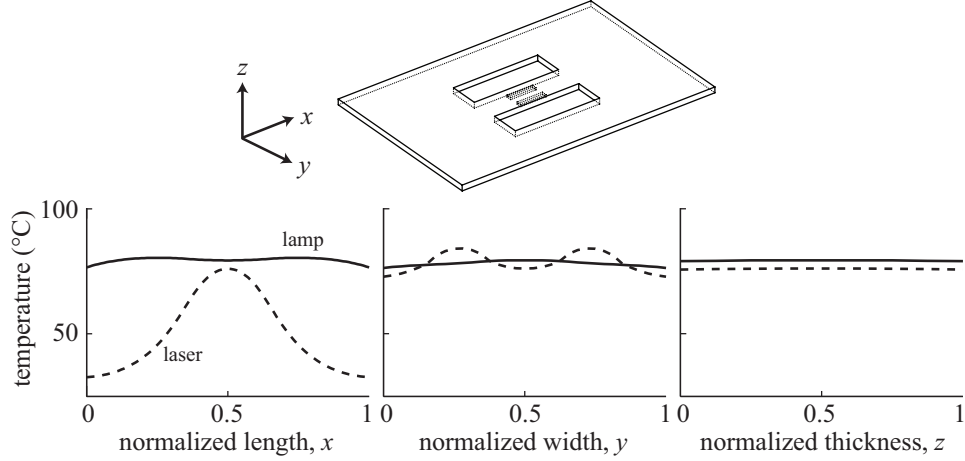 z
x
y
temperature (°C)
100
50
lamp
laser
0
0.5
1
0
0.5
1
0
0.5
1
normalized length, x
normalized width, y
normalized thickness, z